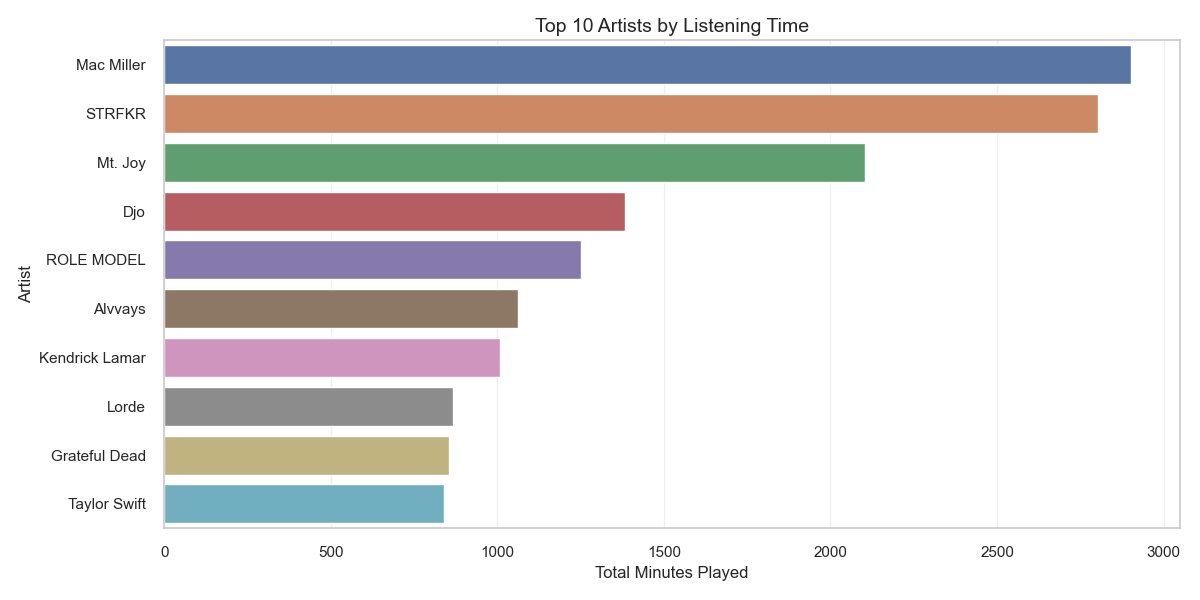 Top 10 Artists by Listening Time
Artist
Mac Miller
STRFKR
Mt. Joy
Djo
ROLE MODEL
Alvvays
Kendrick Lamar
Lorde
Grateful Dead
Taylor Swift
0 500 1000 1500 2000 2500 3000
Total Minutes Played